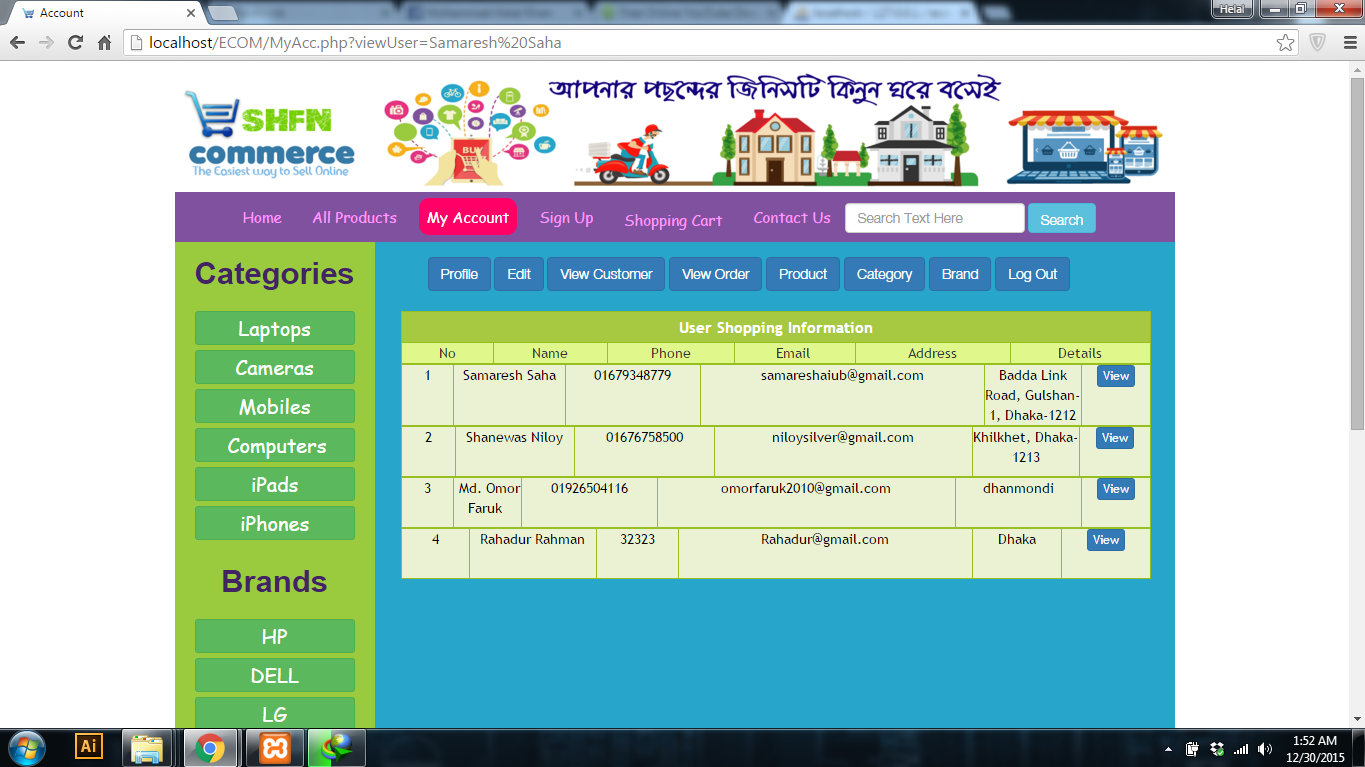 Account
Helal
localhost/ECOM/MyAcc.php?viewUser=Samaresh%20Saha
SHFN
commerce
The Easiest way to Sell Online
BUY
আপনার পছন্দের জিনিসটি কিনুন ঘরে বসেই
Home All Products My Account Sign Up Shopping Cart Contact Us Search Text Here Search
Categories
Laptops
Cameras
Mobiles
Computers
iPads
iPhones
Brands
HP
DELL
LG
Profile Edit View Customer View Order Product Category Brand Log Out
User Shopping Information
No Name Phone Email Address Details
1 Samaresh Saha 01679348779 samareshaiub@gmail.com Badda Link View
Road, Gulshan-
1, Dhaka-1212
2 Shanewas Niloy 01676758500 niloysilver@gmail.com Khilkhet, Dhaka- View
1213
3 Md. Omor 01926504116 omorfaruk2010@gmail.com dhanmondi View
Faruk
4 Rahadur Rahman 32323 Rahadur@gmail.com Dhaka View
Ai
1:52 AM
12/30/2015